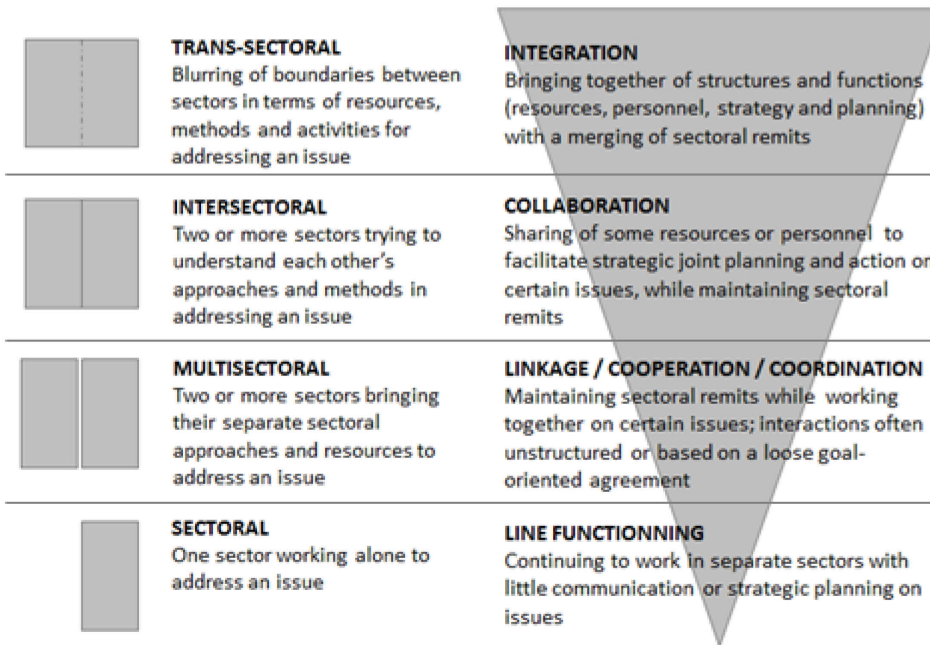 TRANS-SECTORAL
Blurring of boundaries between
sectors in terms of resources,
methods and activities for
addressing an issue
INTEGRATION
Bringing together of structures and functions
(resources, personnel, strategy and planning)
with a merging of sectoral remits
INTERSECTORAL
Two or more sectors trying to
understand each other's
approaches and methods in
addressing an issue
COLLABORATION
Sharing of some resources or personnel to
facilitate strategic joint planning and action on
certain issues, while maintaining sectoral
remits
MULTISECTORAL
Two or more sectors bringing
their separate sectoral
approaches and resources to
address an issue
LINKAGE / COOPERATION / COORDINATION
Maintaining sectoral remits while working
together on certain issues; interactions often
unstructured or based on a loose goal-
oriented agreement
SECTORAL
One sector working alone to
address an issue
LINE FUNCTIONNING
Continuing to work in separate sectors with
little communication or strategic planning on
issues